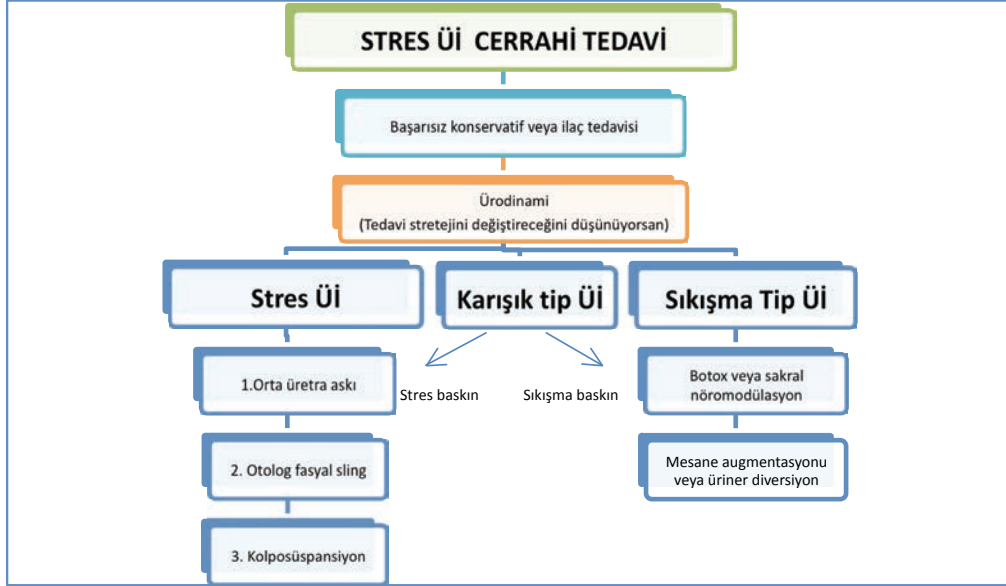 STRES Üİ CERRAHİ TEDAVİ
Başarısız konservatif veya ilaç tedavisi
Ürodinami
(Tedavi stretejini değiştireceğini düşünüyorsan)
Stres Üİ
Karışık tip Üİ
Sıkışma Tip Üİ
1.Orta üretra askı
Stres baskın
Sıkışma baskın
Botox veya sakral
nöromodülasyon
2. Otolog fasyal sling
Mesane augmentasyonu
veya üriner diversiyon
3. Kolposüspansiyon